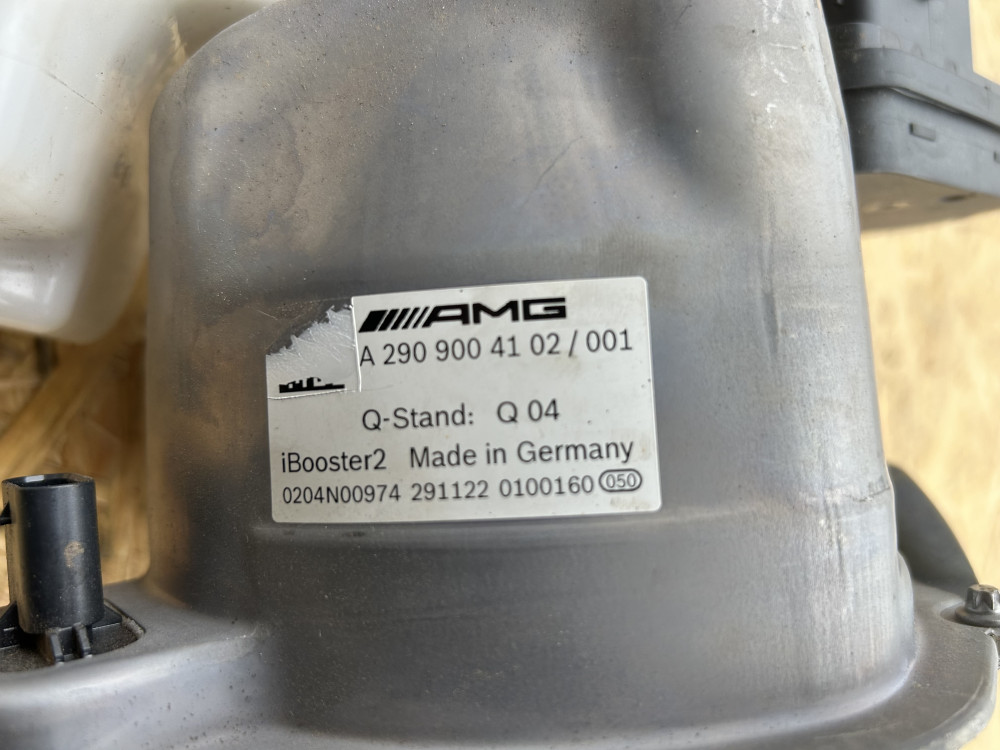 AMG
A 290 900 41 02 / 001
Q-Stand: Q 04
iBooster2 Made in Germany
0204N00974 291122 0100160 050